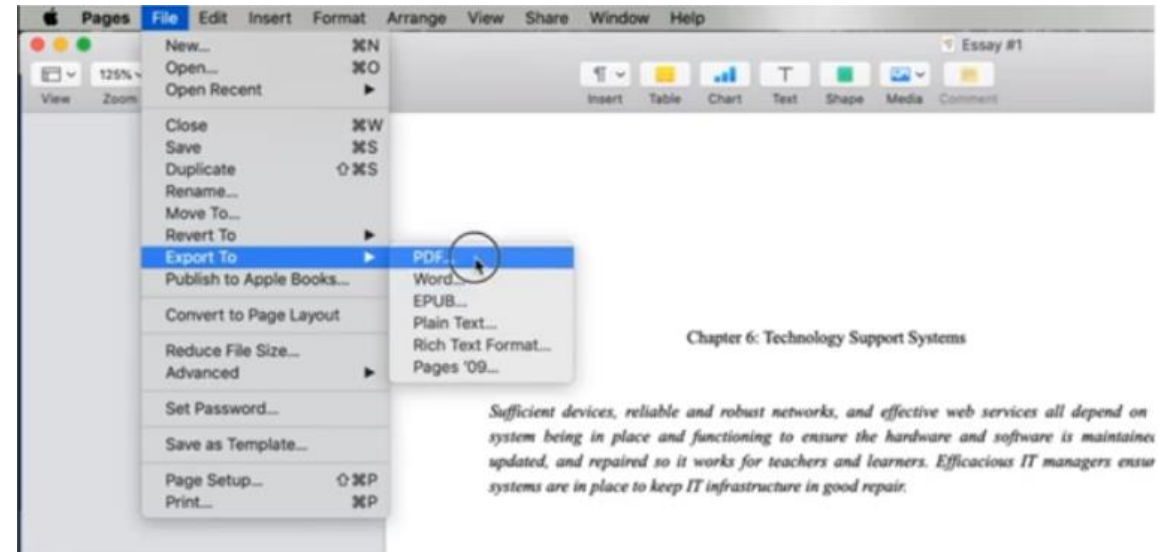 Pages File Edit Insert Format Arrange View Share Window Help
Essay #1
125%
View Zoom Insert Table Chart Text Shape Media Comment
New... ⌘N
Open... ⌘O
Open Recent ▶
Close ⌘W
Save ⌘S
Duplicate ⇧⌘S
Rename...
Move To...
Revert To ▶
Export To ▶
Publish to Apple Books...
Convert to Page Layout
Reduce File Size...
Advanced ▶
Set Password...
Save as Template...
Page Setup... ⇧⌘P
Print... ⌘P
PDF...
Word...
EPUB...
Plain Text...
Rich Text Format...
Pages '09...
Chapter 6: Technology Support Systems
Sufficient devices, reliable and robust networks, and effective web services all depend on
system being in place and functioning to ensure the hardware and software is maintained
updated, and repaired so it works for teachers and learners. Efficacious IT managers ensur
systems are in place to keep IT infrastructure in good repair.